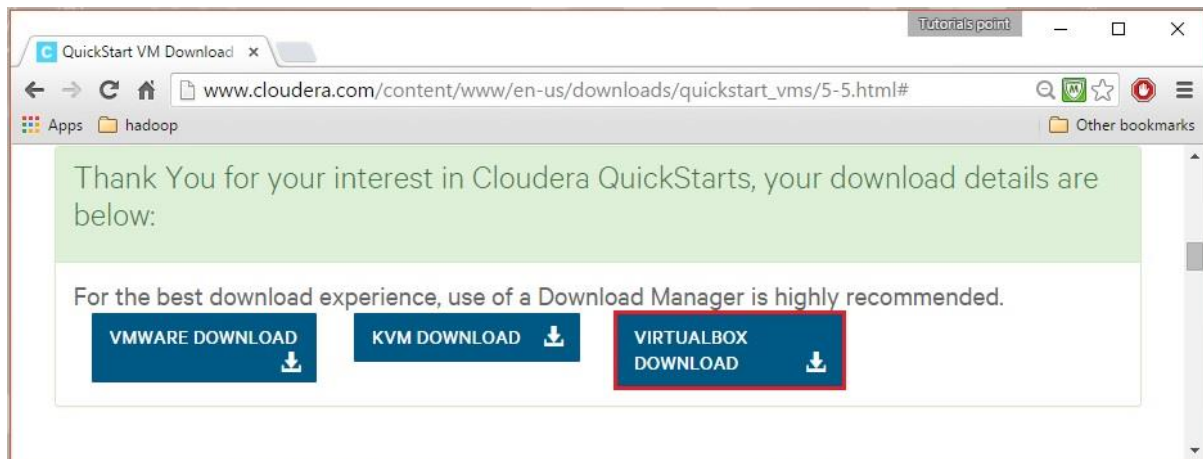 Tutorials point
QuickStart VM Download
www.cloudera.com/content/www/en-us/downloads/quickstart_vms/5-5.html#
Apps hadoop Other bookmarks
Thank You for your interest in Cloudera QuickStarts, your download details are
below:
For the best download experience, use of a Download Manager is highly recommended.
VMWARE DOWNLOAD
KVM DOWNLOAD
VIRTUALBOX
DOWNLOAD